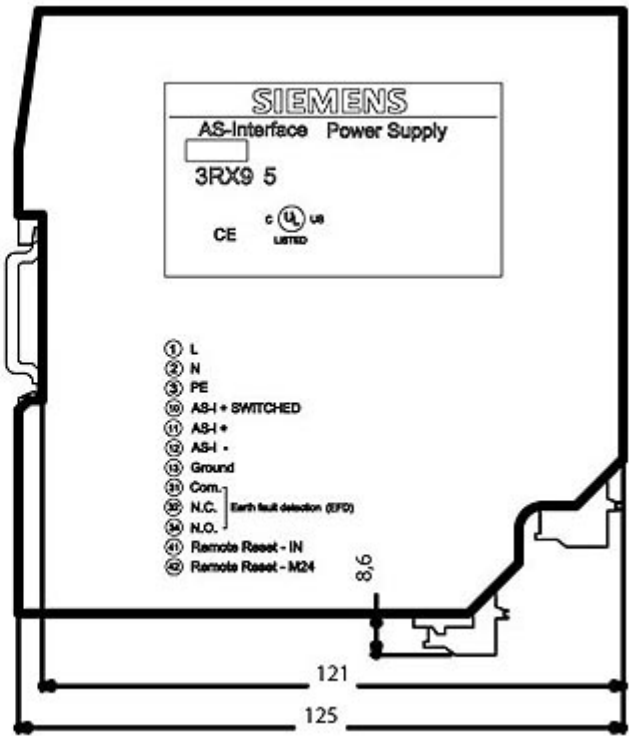 SIEMENS
AS-Interface Power Supply
3RX9 5
CE C UL US
LISTED
1 L
2 N
3 PE
10 AS-I + SWITCHED
11 AS-I +
12 AS-I -
13 Ground
31 Com.
32 N.C. Earth fault detection (EFD)
34 N.O.
41 Remote Reset - IN
42 Remote Reset - M24
8,6
121
125